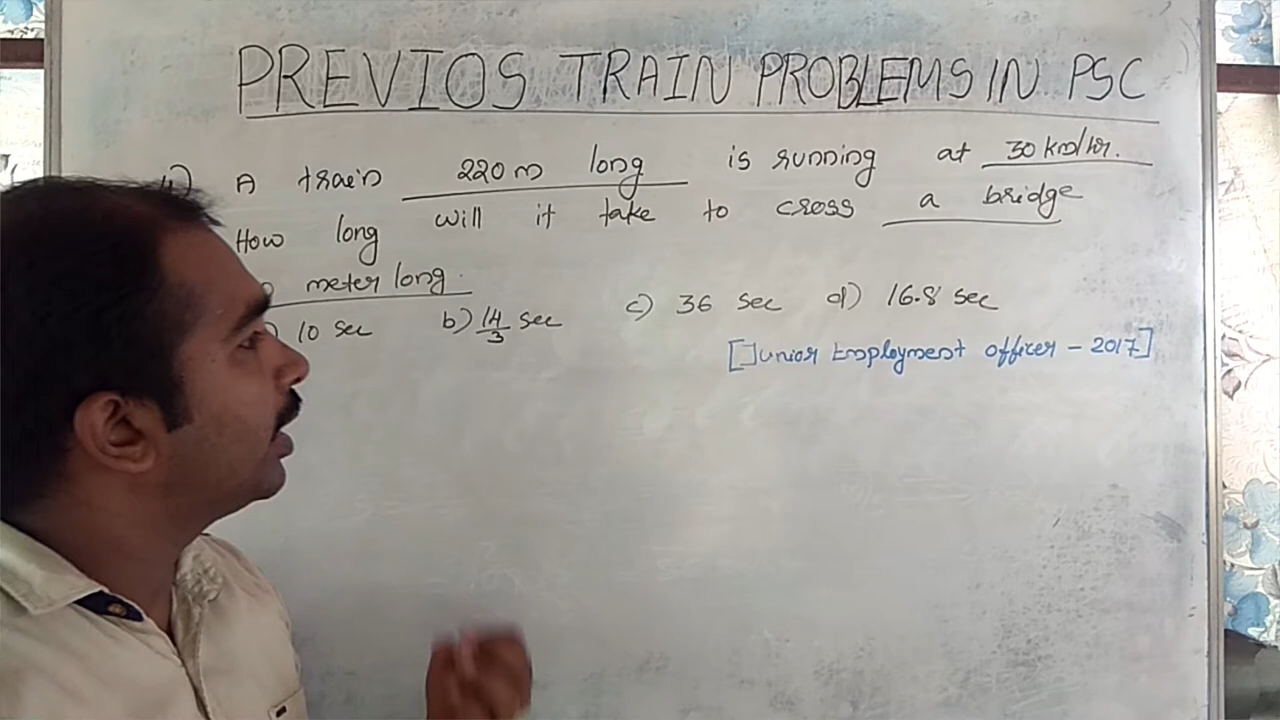 PREVIOS TRAIN PROBLEMS IN PSC
A train 220 m long is running at 30 km/hr.
How long will it take to cross a bridge
meter long.
10 sec b) 14/3 sec c) 36 sec d) 16.8 sec
[Junior Employment officer - 2017]